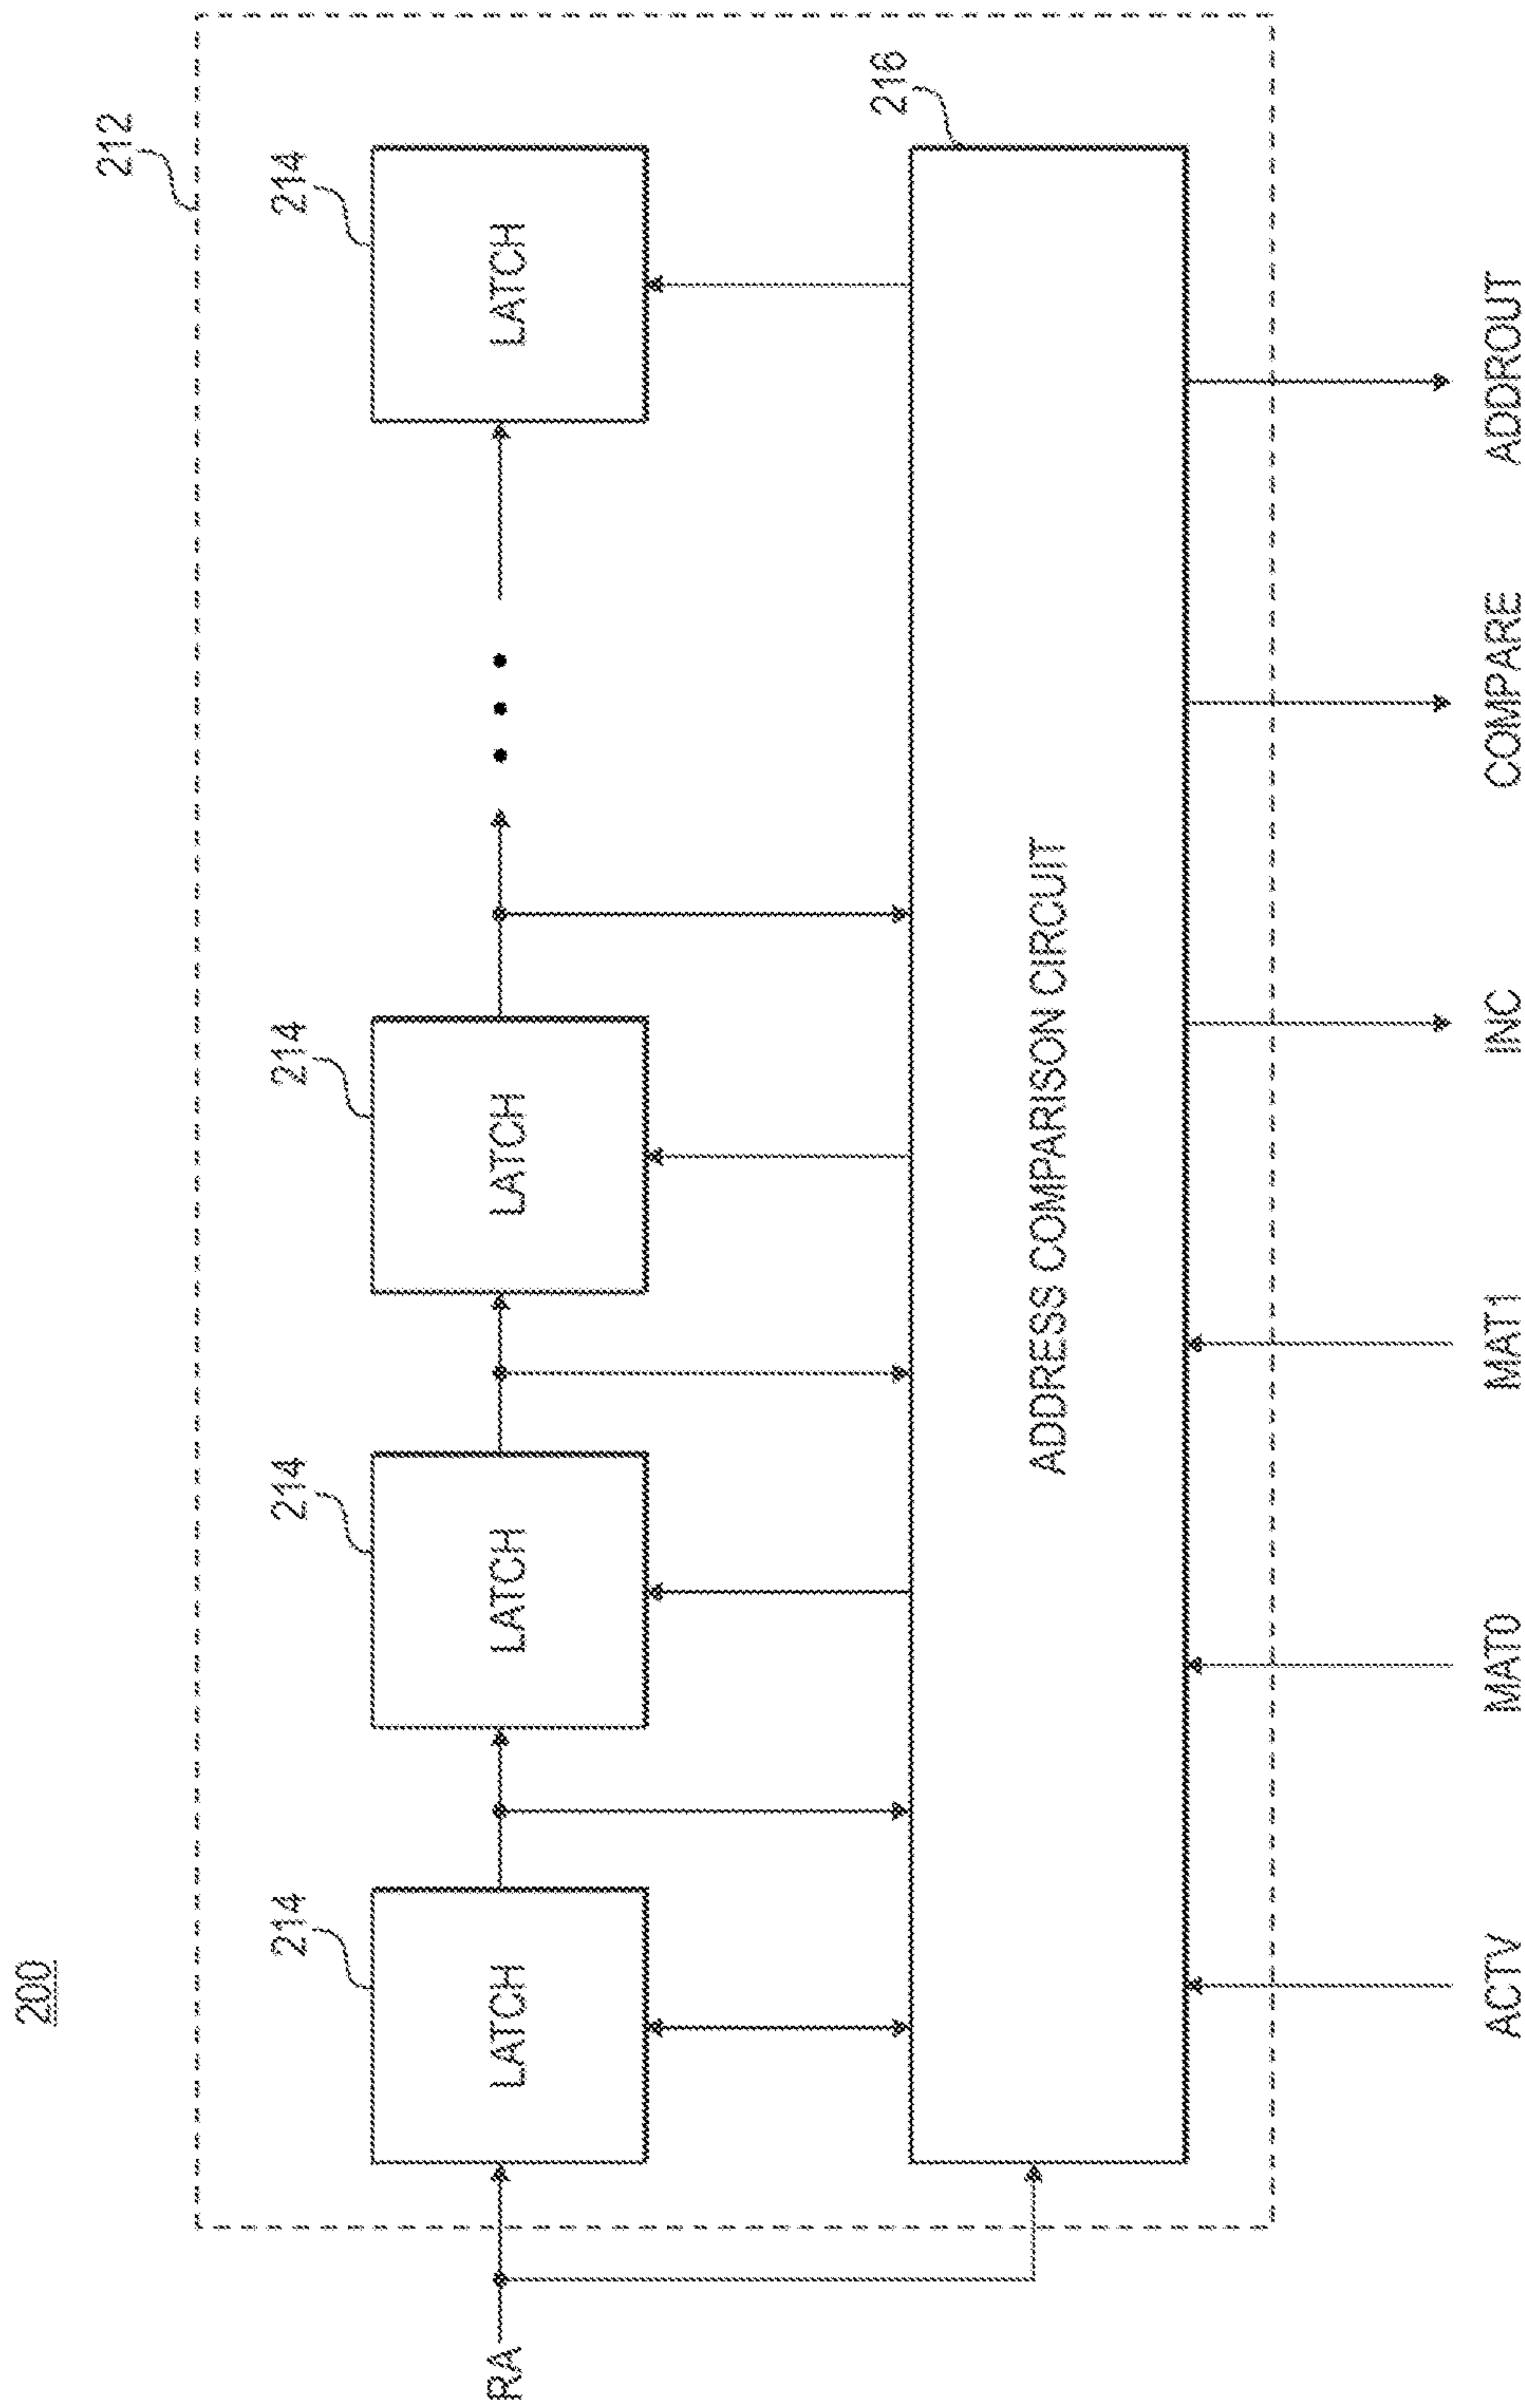 200
212
214
214
214
214
LATCH
LATCH
LATCH
LATCH
RA
216
ADDRESS COMPARISON CIRCUIT
ACTV
MAT0
MAT1
INC
COMPARE
ADDROUT